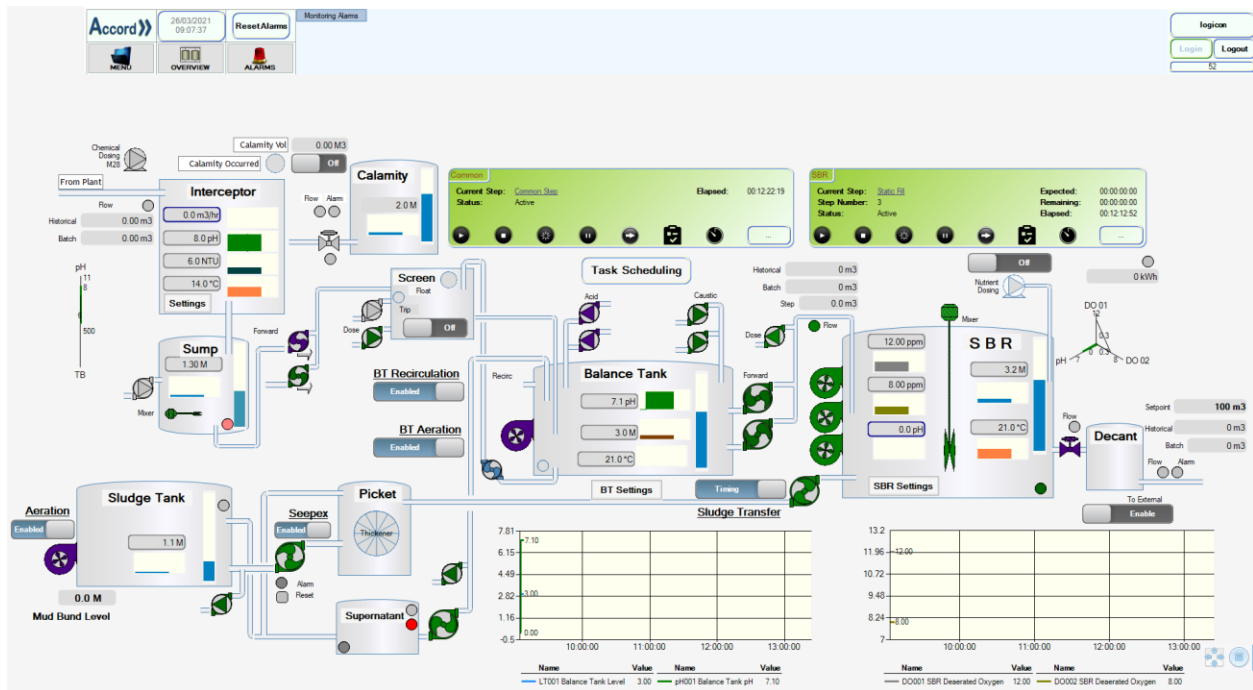 Accord
26/03/2021
09:07:37
Reset Alarms
Monitoring Alarms
MENU
OVERVIEW
ALARMS
logicon
Login
Logout
52
Chemical
Dosing
M28
From Plant
Flow
Historical
0.00 m3
Batch
0.00 m3
Calamity Vol
0.00 M3
Calamity Occurred
Off
Interceptor
0.0 m3/hr
8.0 pH
6.0 NTU
14.0 °C
Settings
Flow
Alarm
Calamity
2.0 M
Common
Current Step:
Common Step
Elapsed:
00:12:22:19
Status:
Active
...
SBR
Current Step:
Static Fill
Expected:
00:00:00:00
Step Number:
3
Remaining:
00:00:00:00
Status:
Active
Elapsed:
00:12:12:52
...
pH
11
8
0
500
TB
Sump
1.30 M
Mixer
Forward
Screen
Float
Trip
Off
Dose
BT Recirculation
Enabled
BT Aeration
Enabled
Task Scheduling
Acid
Caustic
Recirc
Balance Tank
7.1 pH
3.0 M
21.0 °C
BT Settings
Forward
Historical
0 m3
Batch
0 m3
Step
0.0 m3
Dose
Flow
Off
Nutrient
Dosing
Mixer
SBR
12.00 ppm
8.00 ppm
0.0 pH
3.2 M
21.0 °C
SBR Settings
0 kWh
DO 01
12
0.3
pH
7
0
0.3
8
DO 02
Flow
Decant
Setpoint
100 m3
Historical
0 m3
Batch
0 m3
Flow
Alarm
To External
Enable
Timing
Sludge Transfer
Aeration
Enabled
Sludge Tank
1.1 M
0.0 M
Mud Bund Level
Seepex
Enabled
Alarm
Reset
Picket
Thickener
Supernatant
7.81
6.15
4.49
2.82
1.16
-0.5
7.10
3.00
0.00
10:00:00
11:00:00
12:00:00
13:00:00
Name
Value
Name
Value
LT001 Balance Tank Level
3.00
pH001 Balance Tank pH
7.10
13.2
11.96
10.72
9.48
8.24
7
12.00
8.00
10:00:00
11:00:00
12:00:00
13:00:00
Name
Value
Name
Value
DO001 SBR Deaerated Oxygen
12.00
DO002 SBR Deaerated Oxygen
8.00